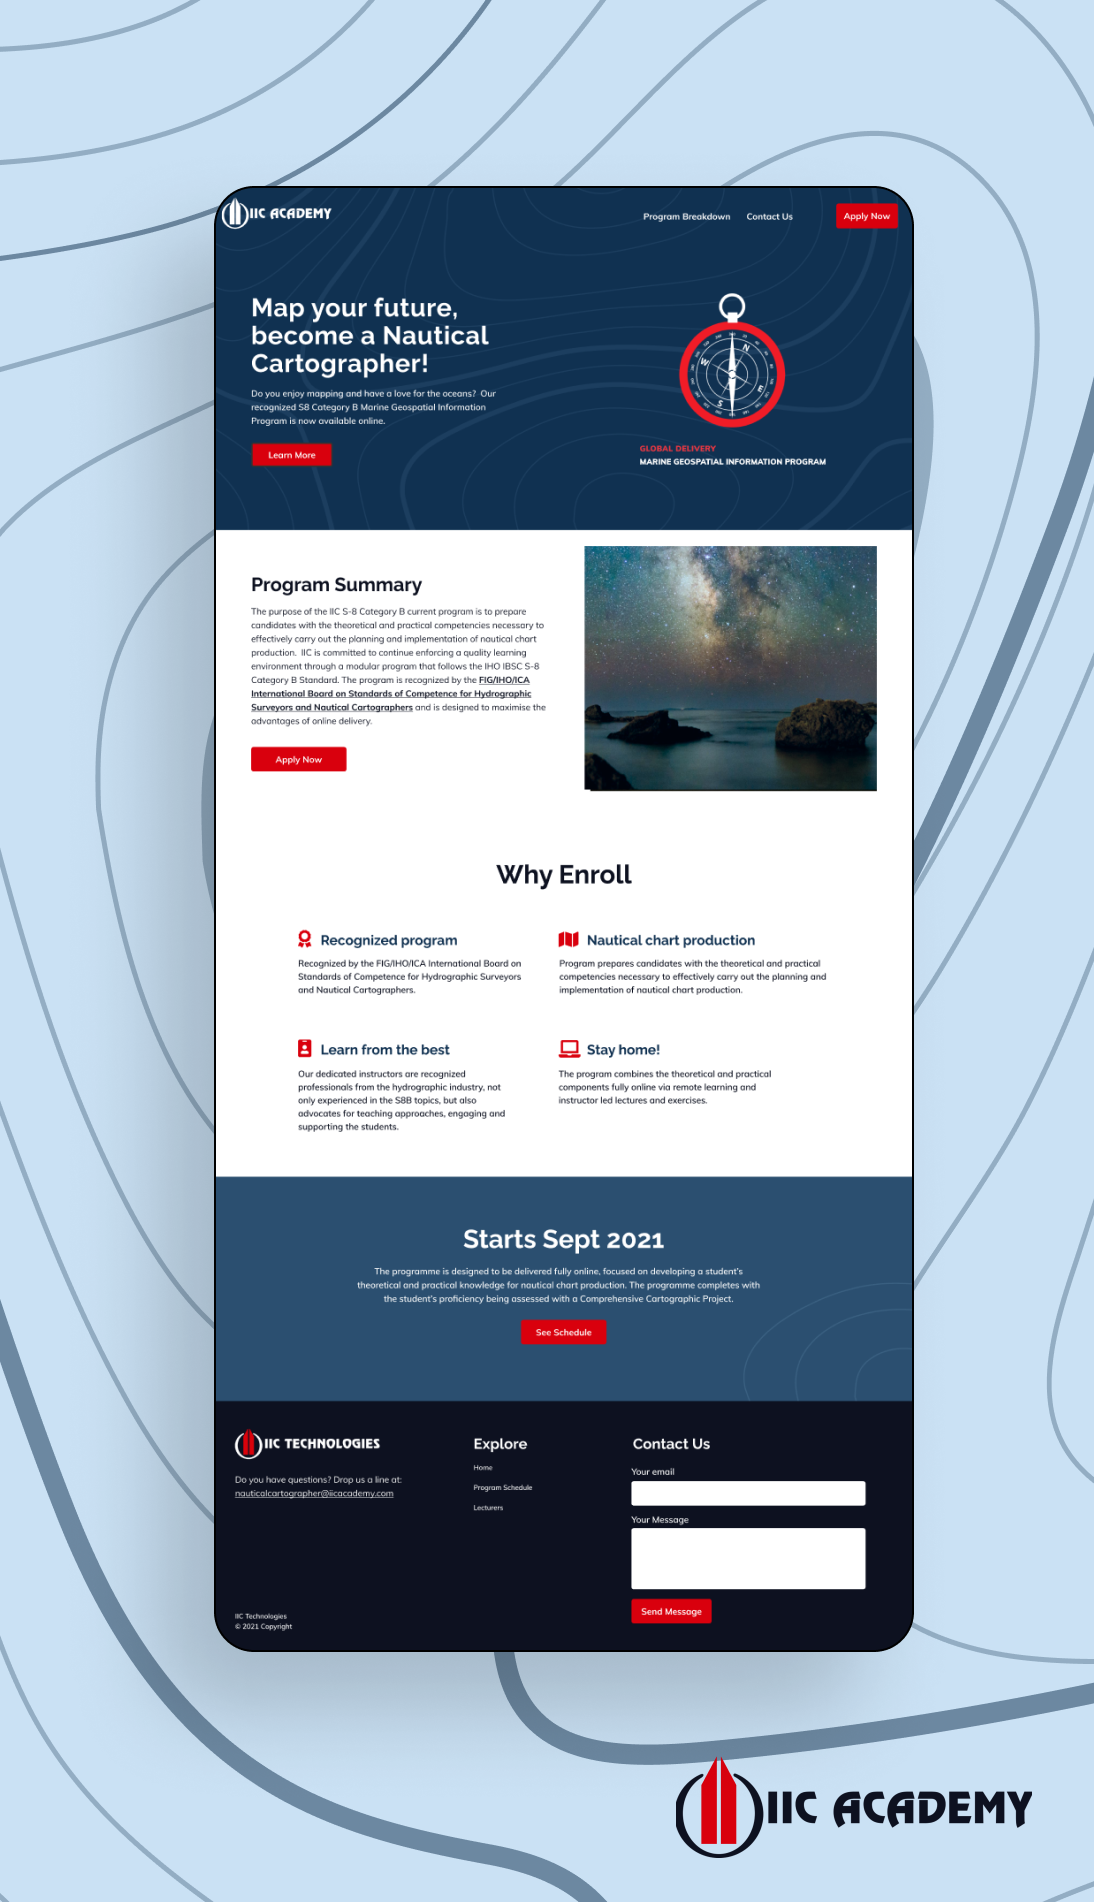 IIC ACADEMY
Program Breakdown
Contact Us
Apply Now
Map your future,
become a Nautical
Cartographer!
Do you enjoy mapping and have a love for the oceans? Our
recognized S8 Category B Marine Geospatial Information
Program is now available online.
Learn More
N
W
E
S
GLOBAL DELIVERY
MARINE GEOSPATIAL INFORMATION PROGRAM
Program Summary
The purpose of the IIC S-8 Category B current program is to prepare
candidates with the theoretical and practical competencies necessary to
effectively carry out the planning and implementation of nautical chart
production. IIC is committed to continue enforcing a quality learning
environment through a modular program that follows the IHO IBSC S-8
Category B Standard. The program is recognized by the FIG/IHO/ICA
International Board on Standards of Competence for Hydrographic
Surveyors and Nautical Cartographers and is designed to maximise the
advantages of online delivery.
Apply Now
Why Enroll
Recognized program
Recognized by the FIG/IHO/ICA International Board on
Standards of Competence for Hydrographic Surveyors
and Nautical Cartographers.
Nautical chart production
Program prepares candidates with the theoretical and practical
competencies necessary to effectively carry out the planning and
implementation of nautical chart production.
Learn from the best
Our dedicated instructors are recognized
professionals from the hydrographic industry, not
only experienced in the S8B topics, but also
advocates for teaching approaches, engaging and
supporting the students.
Stay home!
The program combines the theoretical and practical
components fully online via remote learning and
instructor led lectures and exercises.
Starts Sept 2021
The programme is designed to be delivered fully online, focused on developing a student's
theoretical and practical knowledge for nautical chart production. The programme completes with
the student's proficiency being assessed with a Comprehensive Cartographic Project.
See Schedule
IIC TECHNOLOGIES
Do you have questions? Drop us a line at:
nauticalcartographer@iicacademy.com
IIC Technologies
© 2021 Copyright
Explore
Home
Program Schedule
Lecturers
Contact Us
Your email
Your Message
Send Message
IIC ACADEMY